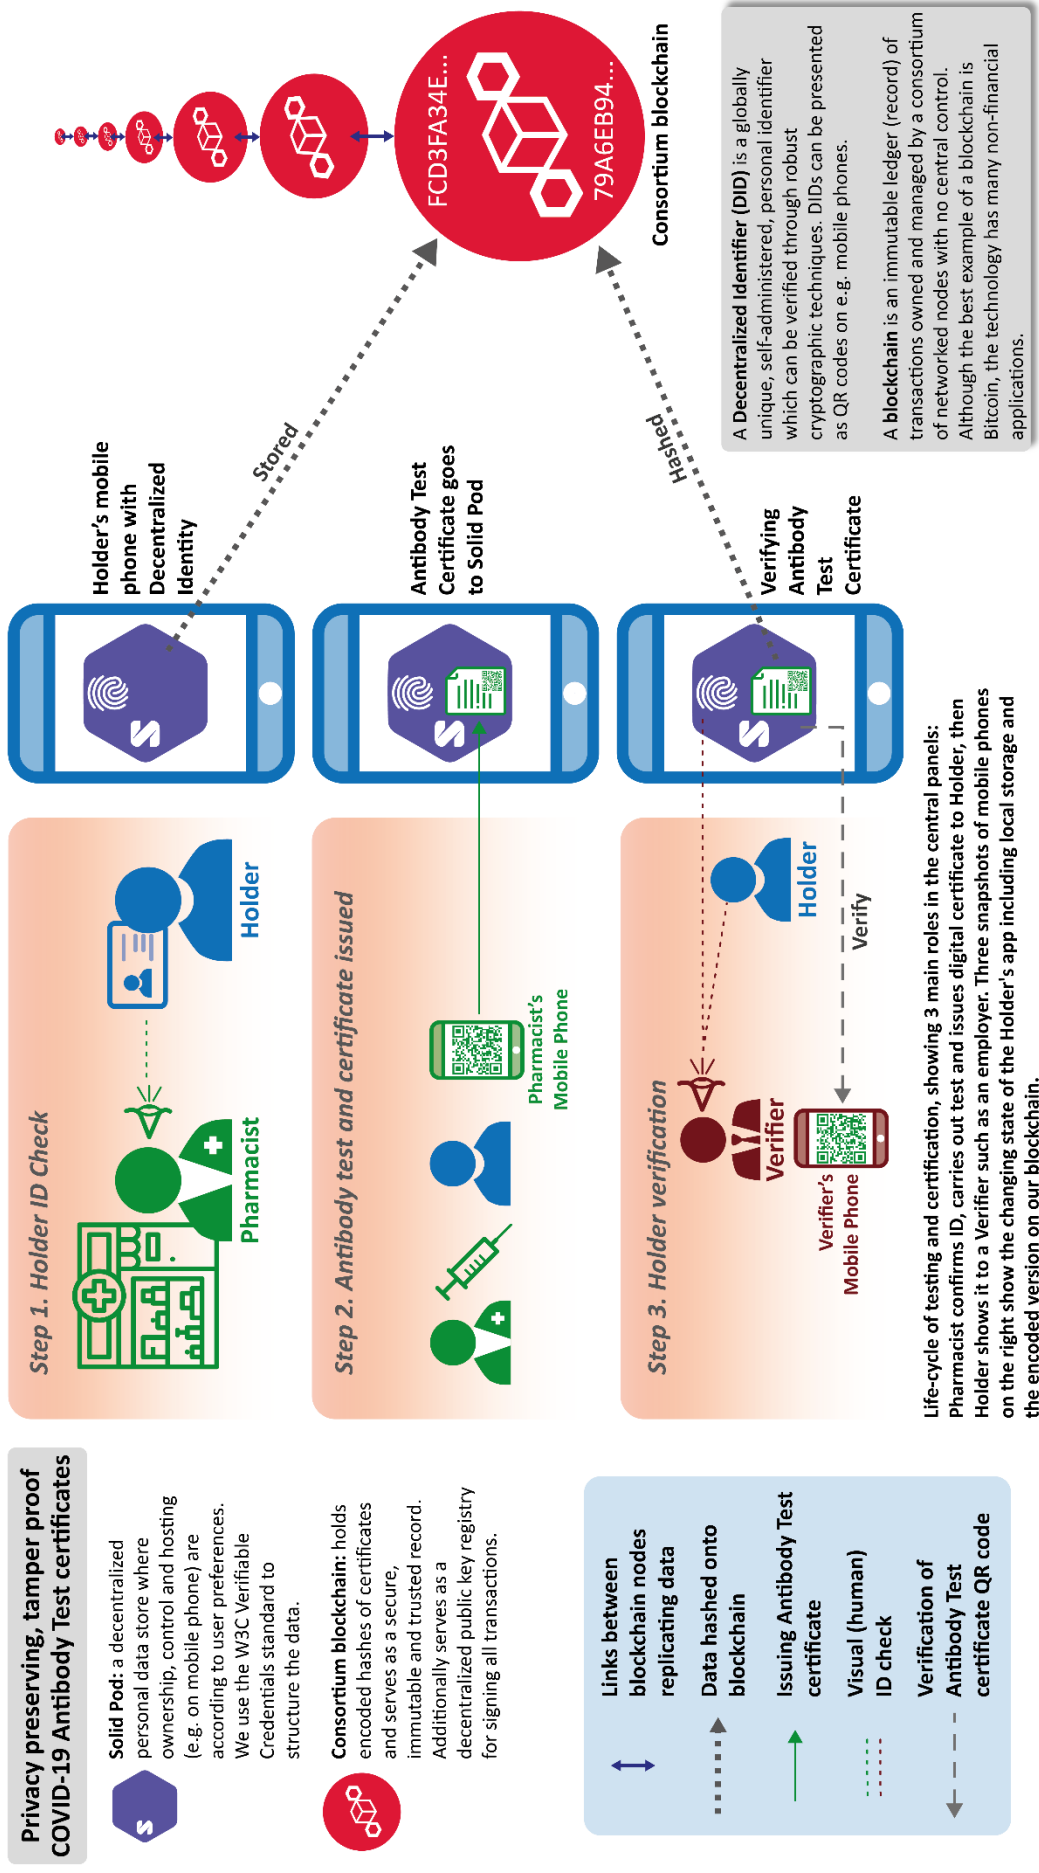 Privacy preserving, tamper proof
COVID-19 Antibody Test certificates
Solid Pod: a decentralized
personal data store where
ownership, control and hosting
(e.g. on mobile phone) are
according to user preferences.
We use the W3C Verifiable
Credentials standard to
structure the data.
Consortium blockchain: holds
encoded hashes of certificates
and serves as a secure,
immutable and trusted record.
Additionally serves as a
decentralized public key registry
for signing all transactions.
Links between
blockchain nodes
replicating data
Data hashed onto
blockchain
Issuing Antibody Test
certificate
Visual (human)
ID check
Verification of
Antibody Test
certificate QR code
Step 1. Holder ID Check
Pharmacist
Holder
Step 2. Antibody test and certificate issued
Pharmacist's
Mobile Phone
Step 3. Holder verification
Verifier
Holder
Verifier's
Mobile Phone
Verify
Holder's mobile
phone with
Decentralized
Identity
Antibody Test
Certificate goes
to Solid Pod
Verifying
Antibody
Test
Certificate
Stored
Hashed
FCD3FA34E...
79A6EB94...
Consortium blockchain
A Decentralized Identifier (DID) is a globally
unique, self-administered, personal identifier
which can be verified through robust
cryptographic techniques. DIDs can be presented
as QR codes on e.g. mobile phones.
A blockchain is an immutable ledger (record) of
transactions owned and managed by a consortium
of networked nodes with no central control.
Although the best example of a blockchain is
Bitcoin, the technology has many non-financial
applications.
Life-cycle of testing and certification, showing 3 main roles in the central panels:
Pharmacist confirms ID, carries out test and issues digital certificate to Holder, then
Holder shows it to a Verifier such as an employer. Three snapshots of mobile phones
on the right show the changing state of the Holder's app including local storage and
the encoded version on our blockchain.